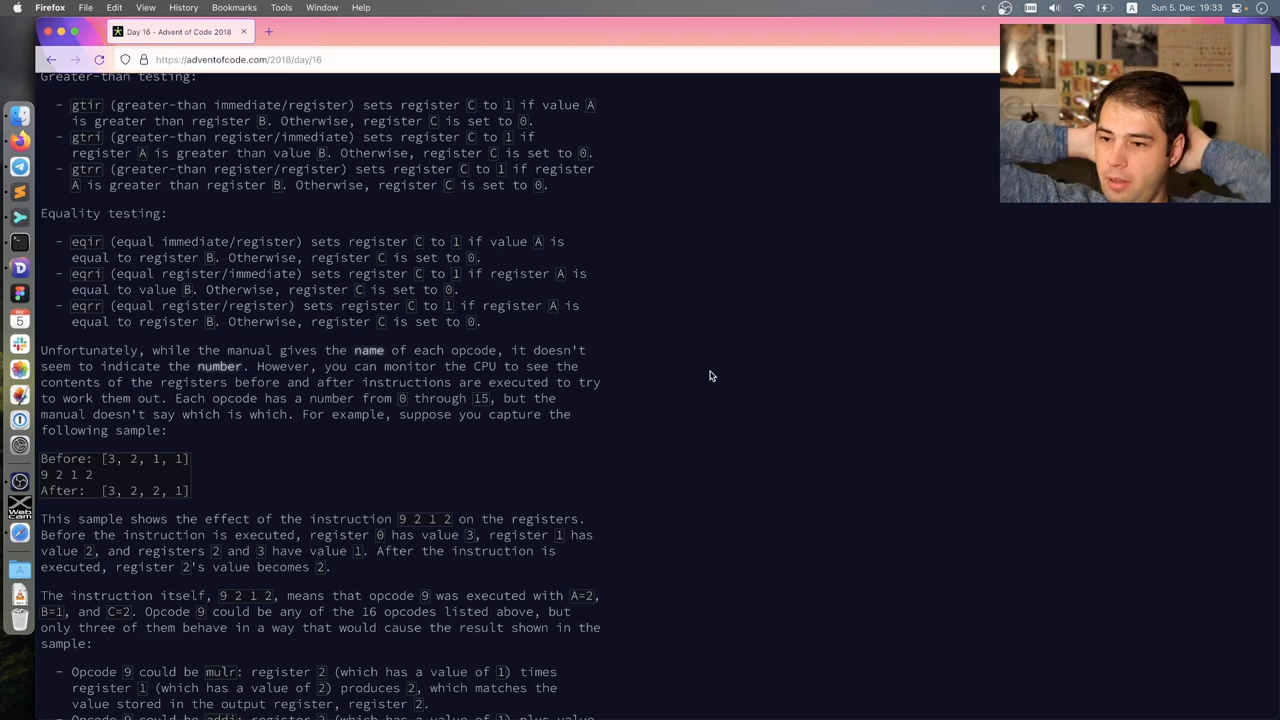 Firefox File Edit View History Bookmarks Tools Window Help
Sun 5. Dec 19:33
Day 16 - Advent of Code 2018
https://adventofcode.com/2018/day/16
Greater-than testing:
- gtir (greater-than immediate/register) sets register C to 1 if value A
is greater than register B. Otherwise, register C is set to 0.
- gtri (greater-than register/immediate) sets register C to 1 if
register A is greater than value B. Otherwise, register C is set to 0.
- gtrr (greater-than register/register) sets register C to 1 if register
A is greater than register B. Otherwise, register C is set to 0.
Equality testing:
- eqir (equal immediate/register) sets register C to 1 if value A is
equal to register B. Otherwise, register C is set to 0.
- eqri (equal register/immediate) sets register C to 1 if register A is
equal to value B. Otherwise, register C is set to 0.
- eqrr (equal register/register) sets register C to 1 if register A is
equal to register B. Otherwise, register C is set to 0.
Unfortunately, while the manual gives the name of each opcode, it doesn't
seem to indicate the number. However, you can monitor the CPU to see the
contents of the registers before and after instructions are executed to try
to work them out. Each opcode has a number from 0 through 15, but the
manual doesn't say which is which. For example, suppose you capture the
following sample:
Before: [3, 2, 1, 1]
9 2 1 2
After: [3, 2, 2, 1]
This sample shows the effect of the instruction 9 2 1 2 on the registers.
Before the instruction is executed, register 0 has value 3, register 1 has
value 2, and registers 2 and 3 have value 1. After the instruction is
executed, register 2's value becomes 2.
The instruction itself, 9 2 1 2, means that opcode 9 was executed with A=2,
B=1, and C=2. Opcode 9 could be any of the 16 opcodes listed above, but
only three of them behave in a way that would cause the result shown in the
sample:
- Opcode 9 could be mulr: register 2 (which has a value of 1) times
register 1 (which has a value of 2) produces 2, which matches the
value stored in the output register, register 2.
- Opcode 9 could be addi: register 2 (which has a value of 1) plus value